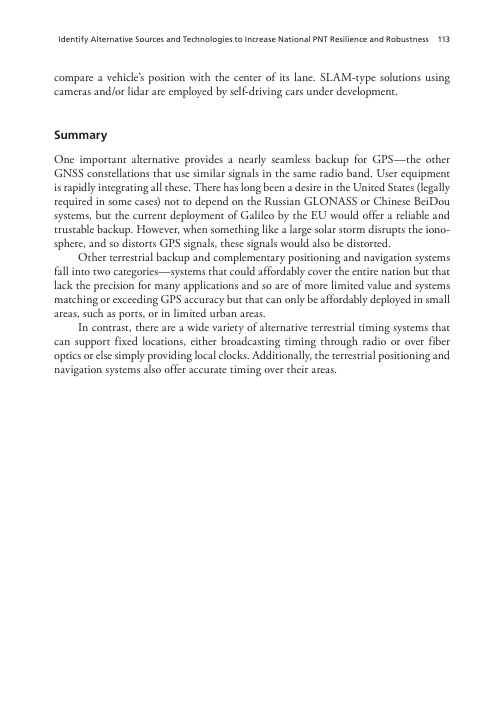 Identify Alternative Sources and Technologies to Increase National PNT Resilience and Robustness 113
compare a vehicle's position with the center of its lane. SLAM-type solutions using
cameras and/or lidar are employed by self-driving cars under development.
Summary
One important alternative provides a nearly seamless backup for GPS—the other
GNSS constellations that use similar signals in the same radio band. User equipment
is rapidly integrating all these. There has long been a desire in the United States (legally
required in some cases) not to depend on the Russian GLONASS or Chinese BeiDou
systems, but the current deployment of Galileo by the EU would offer a reliable and
trustable backup. However, when something like a large solar storm disrupts the iono-
sphere, and so distorts GPS signals, these signals would also be distorted.
Other terrestrial backup and complementary positioning and navigation systems
fall into two categories—systems that could affordably cover the entire nation but that
lack the precision for many applications and so are of more limited value and systems
matching or exceeding GPS accuracy but that can only be affordably deployed in small
areas, such as ports, or in limited urban areas.
In contrast, there are a wide variety of alternative terrestrial timing systems that
can support fixed locations, either broadcasting timing through radio or over fiber
optics or else simply providing local clocks. Additionally, the terrestrial positioning and
navigation systems also offer accurate timing over their areas.